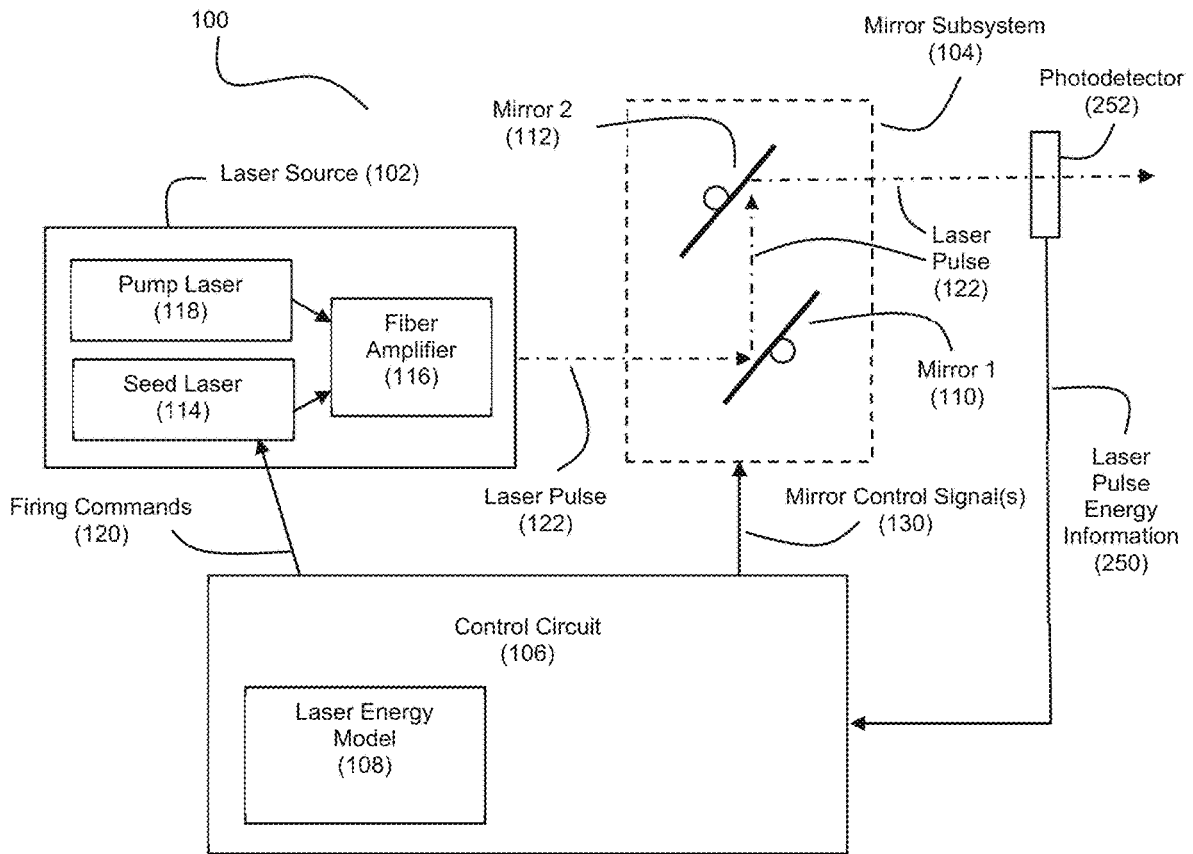 100
Mirror Subsystem
(104)
Photodetector
(252)
Mirror 2
(112)
Laser Source (102)
Pump Laser
(118)
Fiber
Amplifier
(116)
Seed Laser
(114)
Laser
Pulse
(122)
Mirror 1
(110)
Firing Commands
(120)
Laser Pulse
(122)
Mirror Control Signal(s)
(130)
Laser
Pulse
Energy
Information
(250)
Control Circuit
(106)
Laser Energy
Model
(108)